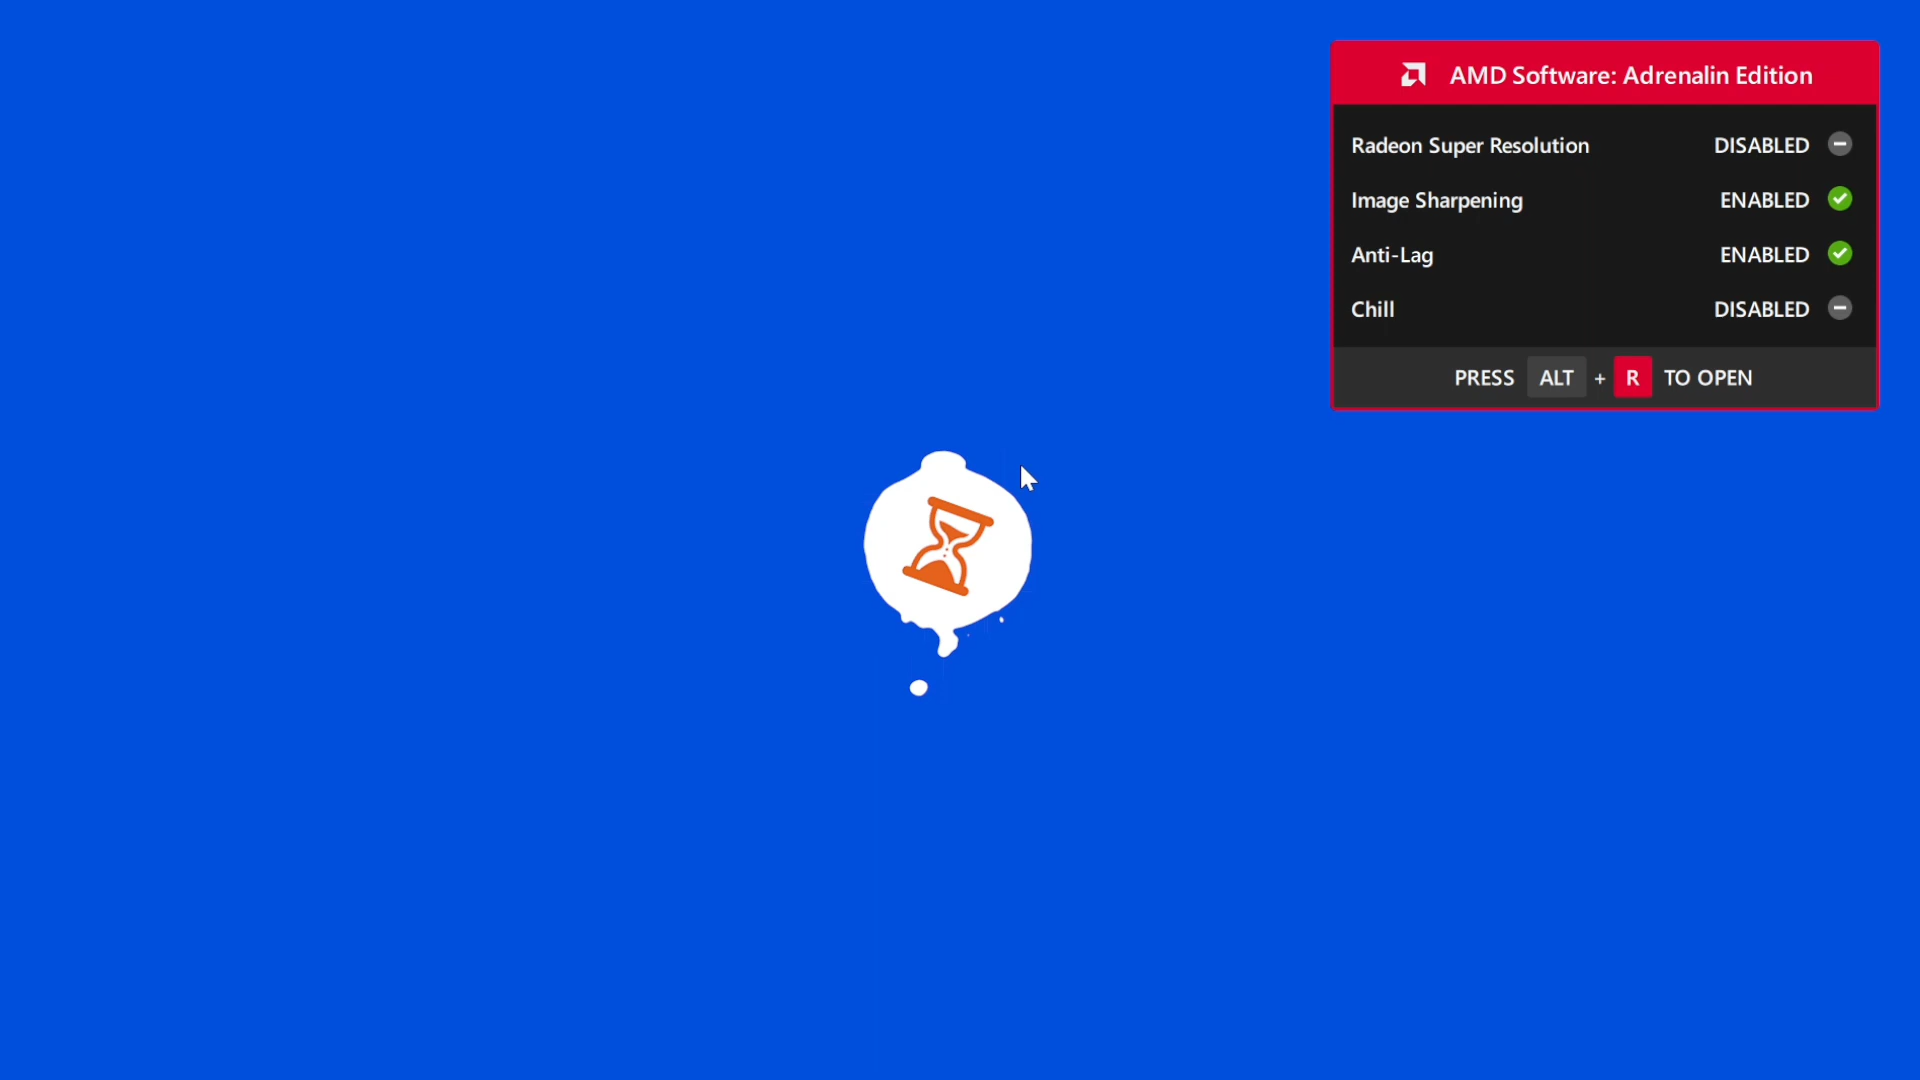 AMD Software: Adrenalin Edition
Radeon Super Resolution DISABLED
Image Sharpening ENABLED
Anti-Lag ENABLED
Chill DISABLED
PRESS ALT + R TO OPEN